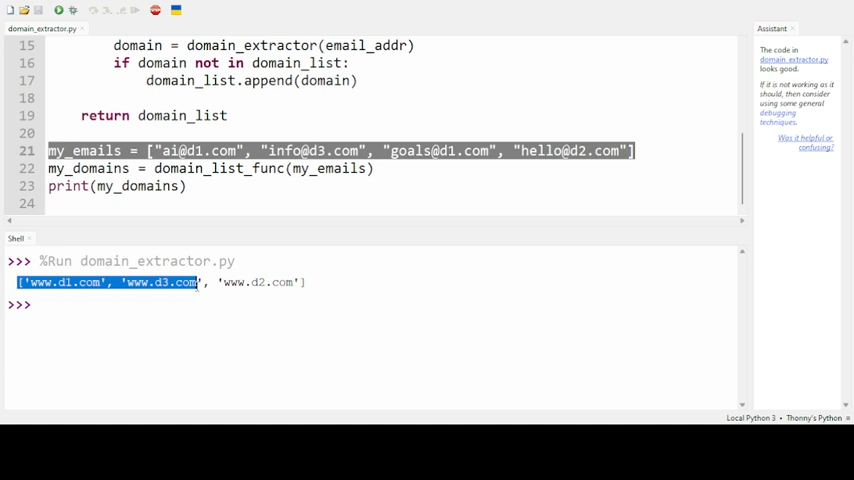 domain_extractor.py ×
Assistant ×
15 domain = domain_extractor(email_addr)
16 if domain not in domain_list:
17 domain_list.append(domain)
18
19 return domain_list
20
21 my_emails = ["ai@d1.com", "info@d3.com", "goals@d1.com", "hello@d2.com"]
22 my_domains = domain_list_func(my_emails)
23 print(my_domains)
24
The code in
domain_extractor.py
looks good.
If it is not working as it
should, then consider
using some general
debugging
techniques.
Was it helpful or
confusing?
Shell ×
>>> %Run domain_extractor.py
['www.d1.com', 'www.d3.com', 'www.d2.com']
>>>
Local Python 3 • Thonny's Python ≡